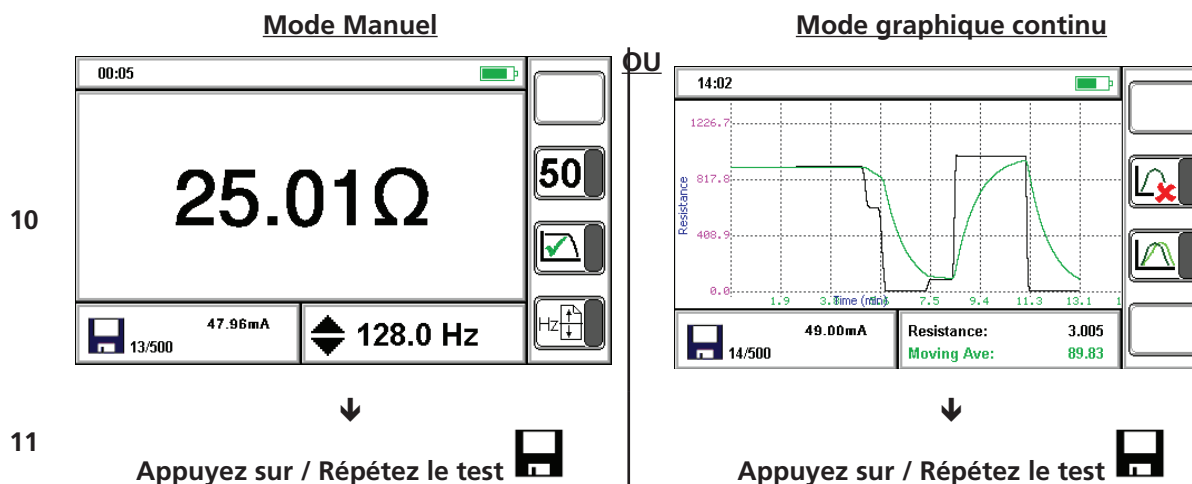 Mode Manuel
Mode graphique continu
OU
10
00:05
25.01Ω
50
Hz
47.96mA
13/500
128.0 Hz
14:02
1226.7
817.8
408.9
0.0
Resistance
1.9
7.5
9.4
11.3
13.1
Time (min)
49.00mA
14/500
Resistance: 3.005
Moving Ave: 89.83
11
Appuyez sur / Répétez le test
Appuyez sur / Répétez le test